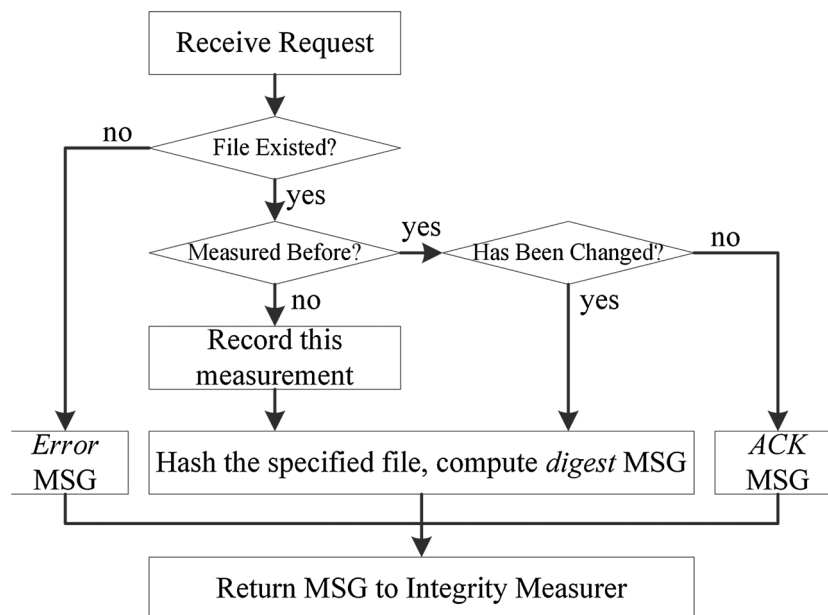 Receive Request
no
File Existed?
yes
Measured Before?
yes
Has Been Changed?
no
no
yes
Record this
measurement
Error
MSG
Hash the specified file, compute digest MSG
ACK
MSG
Return MSG to Integrity Measurer